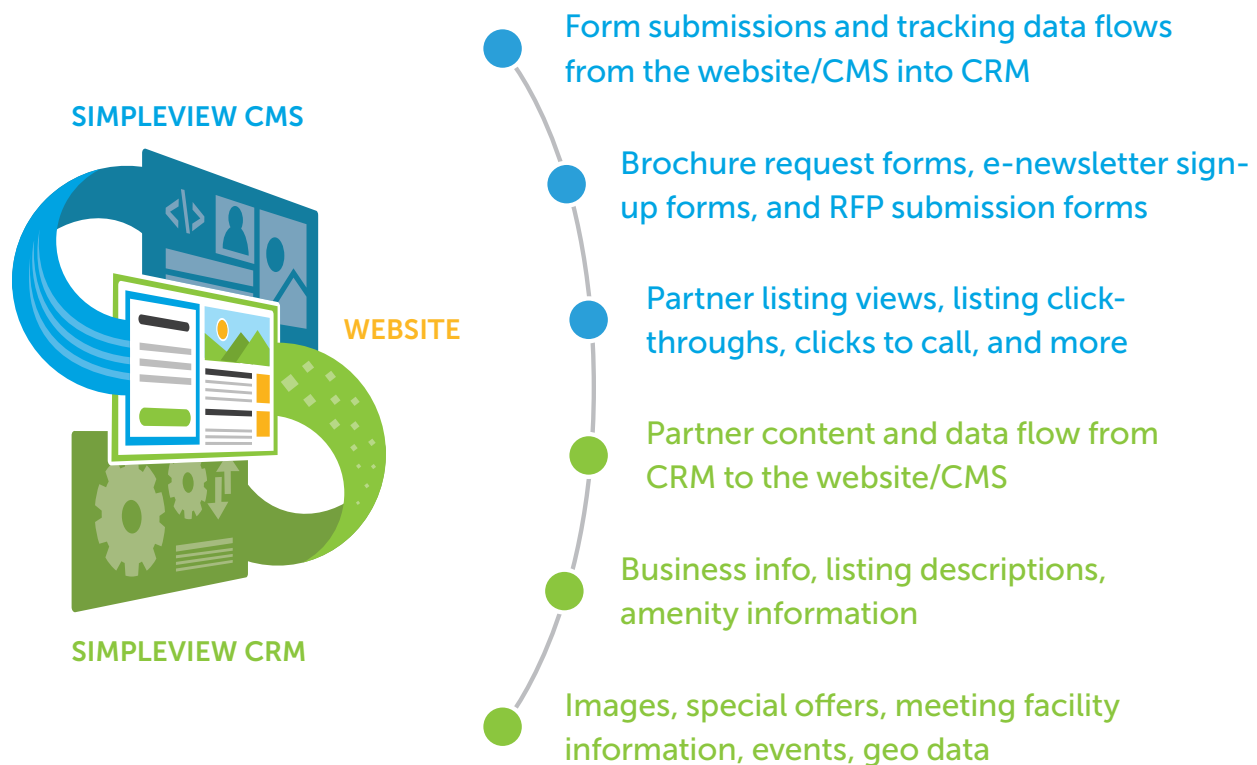 SIMPLEVIEW CMS
WEBSITE
SIMPLEVIEW CRM
Form submissions and tracking data flows
from the website/CMS into CRM
Brochure request forms, e-newsletter sign-
up forms, and RFP submission forms
Partner listing views, listing click-
throughs, clicks to call, and more
Partner content and data flow from
CRM to the website/CMS
Business info, listing descriptions,
amenity information
Images, special offers, meeting facility
information, events, geo data